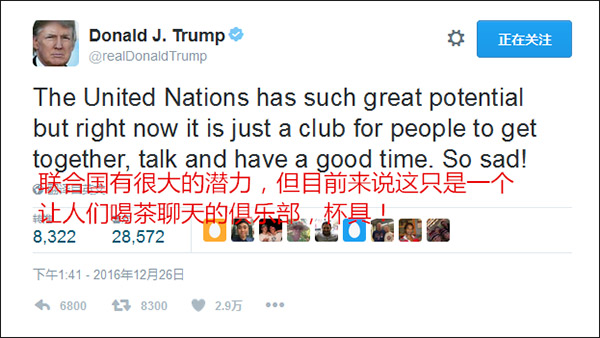 Donald J. Trump
@realDonaldTrump
正在关注
The United Nations has such great potential
but right now it is just a club for people to get
together, talk and have a good time. So sad!
联合国有很大的潜力，但目前来说这只是一个
让人们喝茶聊天的俱乐部，杯具！
8,322 28,572
下午1:41 - 2016年12月26日
6800 8300 2.9万